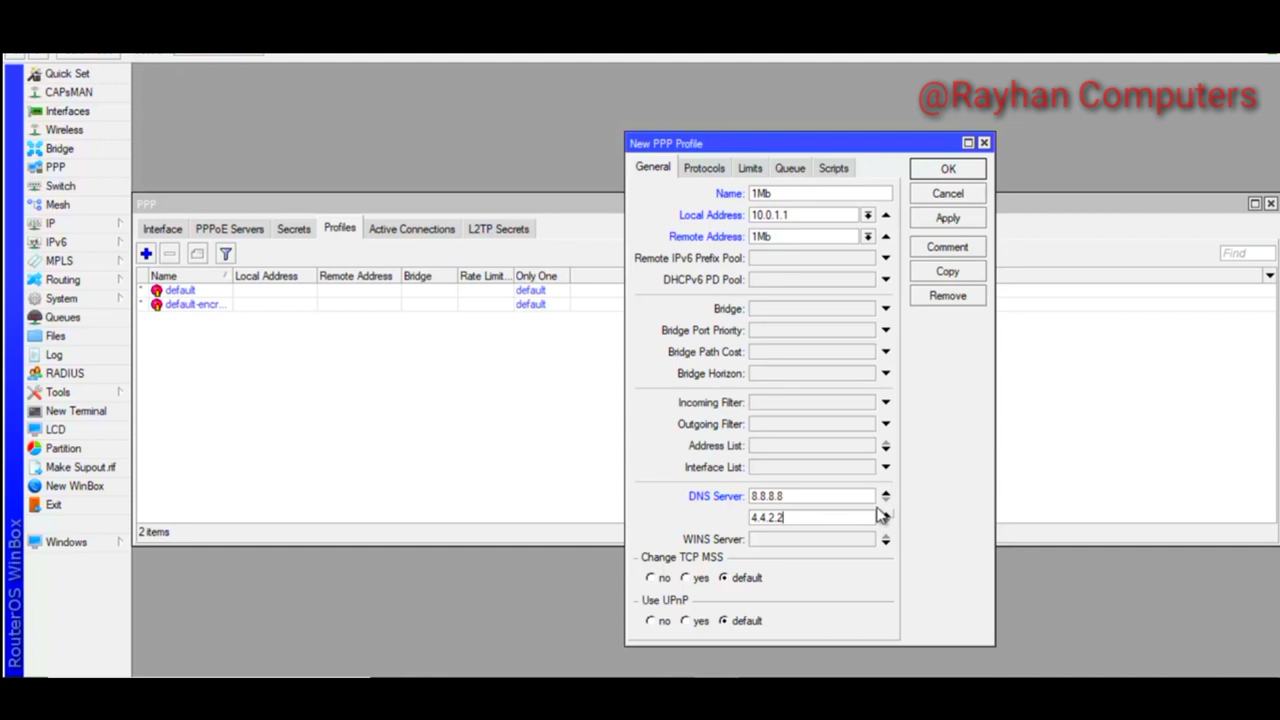 @Rayhan Computers
Quick Set
CAPsMAN
Interfaces
Wireless
Bridge
PPP
Switch
Mesh
IP
IPv6
MPLS
Routing
System
Queues
Files
Log
RADIUS
Tools
New Terminal
LCD
Partition
Make Supout.rif
New WinBox
Exit
Windows
RouterOS WinBox
PPP
Interface PPPoE Servers Secrets Profiles Active Connections L2TP Secrets
Find
Name Local Address Remote Address Bridge Rate Limit... Only One
* default default
* default-encr... default
2 items
New PPP Profile
General Protocols Limits Queue Scripts
Name: 1Mb
Local Address: 10.0.1.1
Remote Address: 1Mb
Remote IPv6 Prefix Pool:
DHCPv6 PD Pool:
Bridge:
Bridge Port Priority:
Bridge Path Cost:
Bridge Horizon:
Incoming Filter:
Outgoing Filter:
Address List:
Interface List:
DNS Server: 8.8.8.8
4.4.2.2
WINS Server:
Change TCP MSS
no yes default
Use UPnP
no yes default
OK
Cancel
Apply
Comment
Copy
Remove